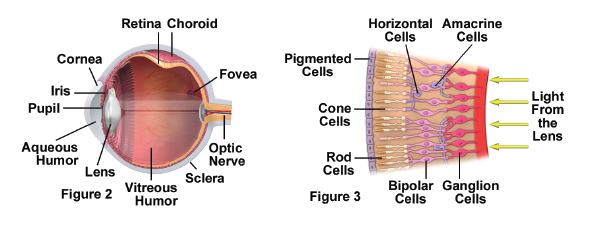 Retina Choroid
Cornea
Fovea
Iris
Pupil
Aqueous
Humor
Lens
Optic
Nerve
Sclera
Vitreous
Humor
Figure 2
Horizontal
Cells
Amacrine
Cells
Pigmented
Cells
Cone
Cells
Light
From
the
Lens
Rod
Cells
Bipolar
Cells
Ganglion
Cells
Figure 3